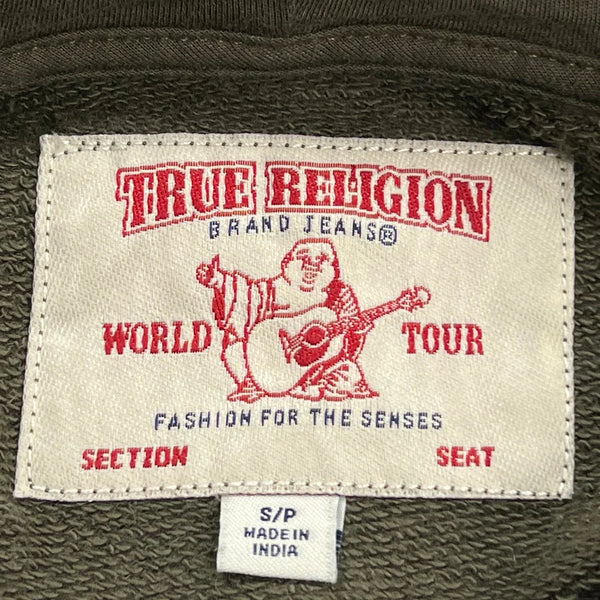 TRUE RELIGION
BRAND JEANS®
WORLD TOUR
FASHION FOR THE SENSES
SECTION SEAT
S/P
MADE IN
INDIA